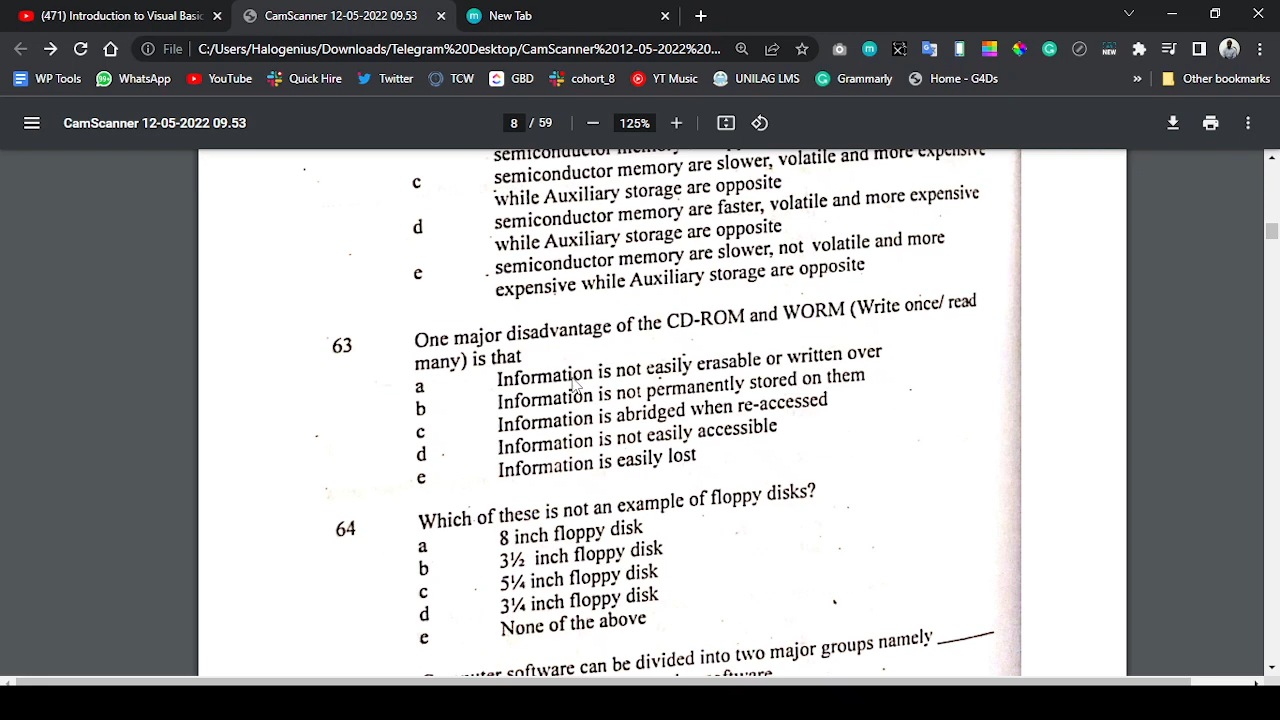 (471) Introduction to Visual Basic
CamScanner 12-05-2022 09.53
New Tab
File
C:/Users/Halogenius/Downloads/Telegram%20Desktop/CamScanner%2012-05-2022%20...
WP Tools
WhatsApp
YouTube
Quick Hire
Twitter
CW
GBD
cohort_8
YT Music
UNILAG LMS
Grammarly
Home - G4Ds
»
Other bookmarks
CamScanner 12-05-2022 09.53
8 / 59
125%
semiconductor
c semiconductor memory are slower, volatile and more expensive
while Auxiliary storage are opposite
d semiconductor memory are faster, volatile and more expensive
while Auxiliary storage are opposite
e semiconductor memory are slower, not volatile and more
expensive while Auxiliary storage are opposite
63 One major disadvantage of the CD-ROM and WORM (Write once/ read
many) is that
a Information is not easily erasable or written over
b Information is not permanently stored on them
c Information is abridged when re-accessed
d Information is not easily accessible
e Information is easily lost
64 Which of these is not an example of floppy disks?
a 8 inch floppy disk
b 3½ inch floppy disk
c 5¼ inch floppy disk
d 3¼ inch floppy disk
e None of the above
Computer software can be divided into two major groups namely ______
software